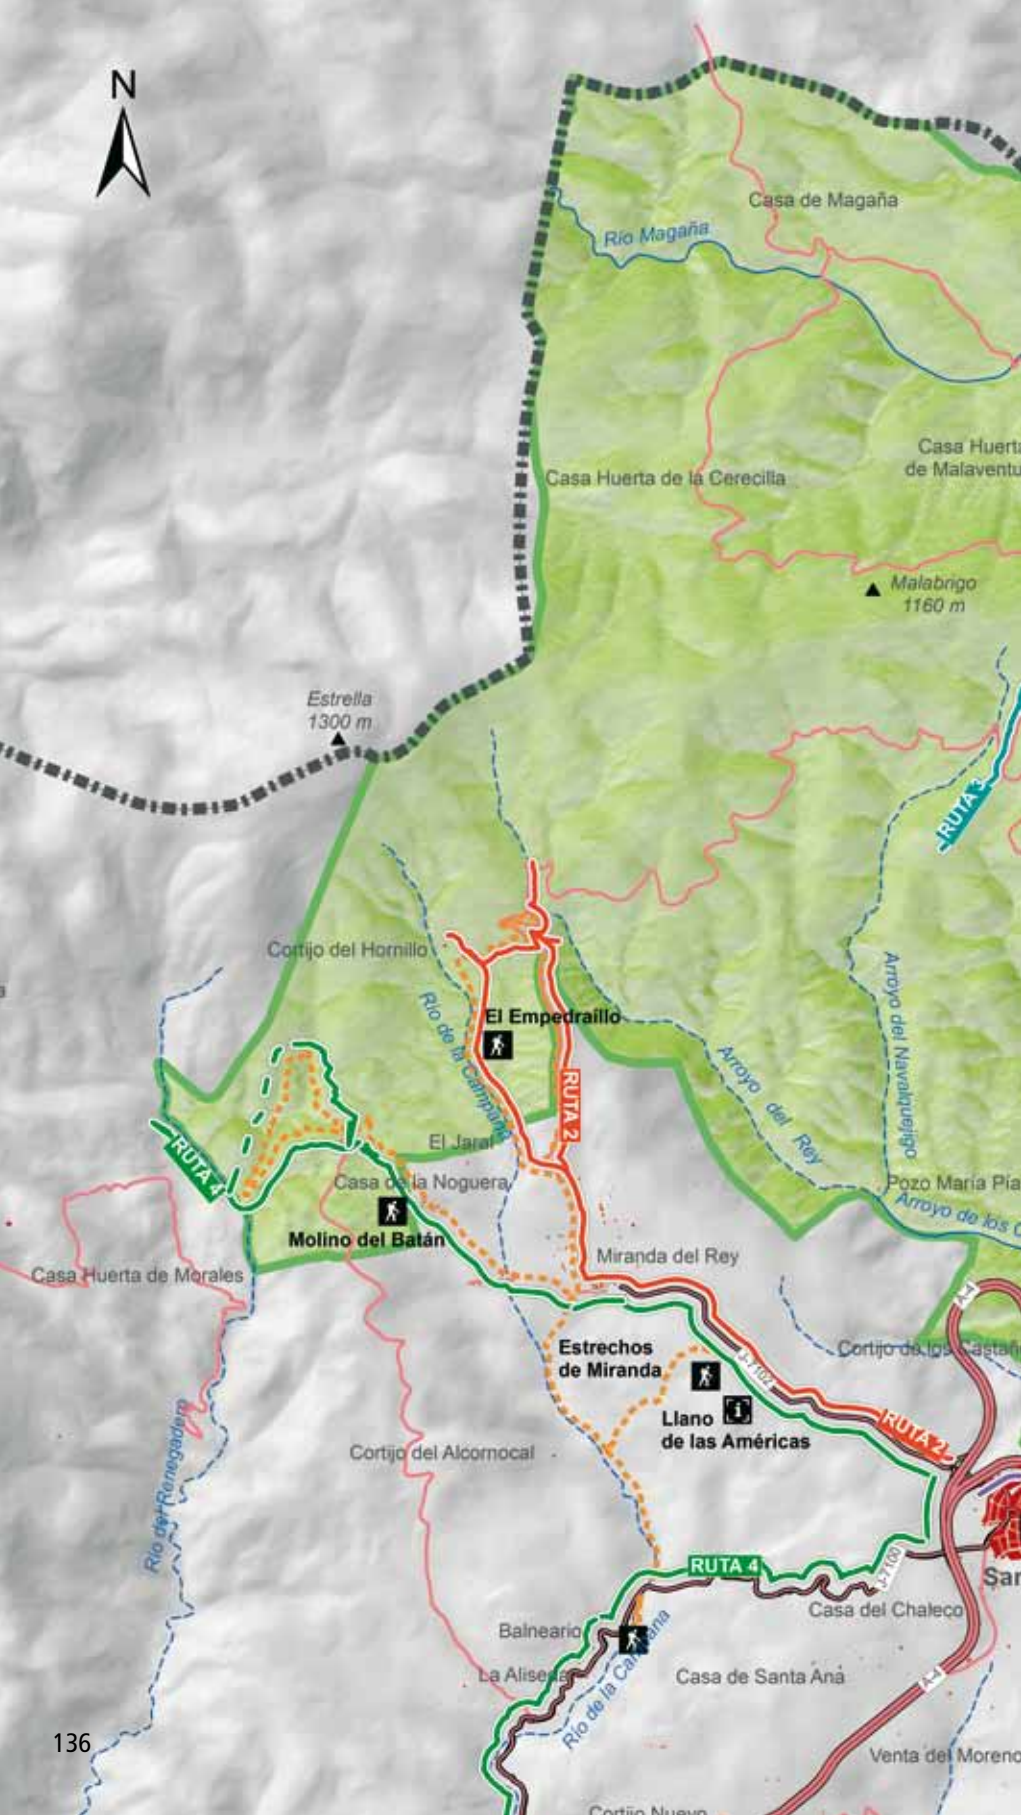 N
Casa de Magaña
Río Magaña
Casa Huerta
de Malaventu
Casa Huerta de la Cerecilla
Malabrigo
1160 m
Estrella
1300 m
RUTA 3
Cortijo del Hornillo
El Empedraíllo
Río de la Campana
Arroyo del Navalquejigo
Arroyo del Rey
RUTA 2
El Jaral
RUTA 4
Casa de la Noguera
Pozo María Pía
Arroyo de los
Molino del Batán
Miranda del Rey
Casa Huerta de Morales
A-4
Cortijo de los Castañ
Estrechos
de Miranda
J-7102
Llano
de las Américas
RUTA 2
Cortijo del Alcornocal
Río del Renegadero
RUTA 4
J-7100
San
Casa del Chaleco
Balneario
La Aliseda
Río de la Campana
Casa de Santa Ana
A-4
136
Venta del Moreno
Cortijo Nuevo